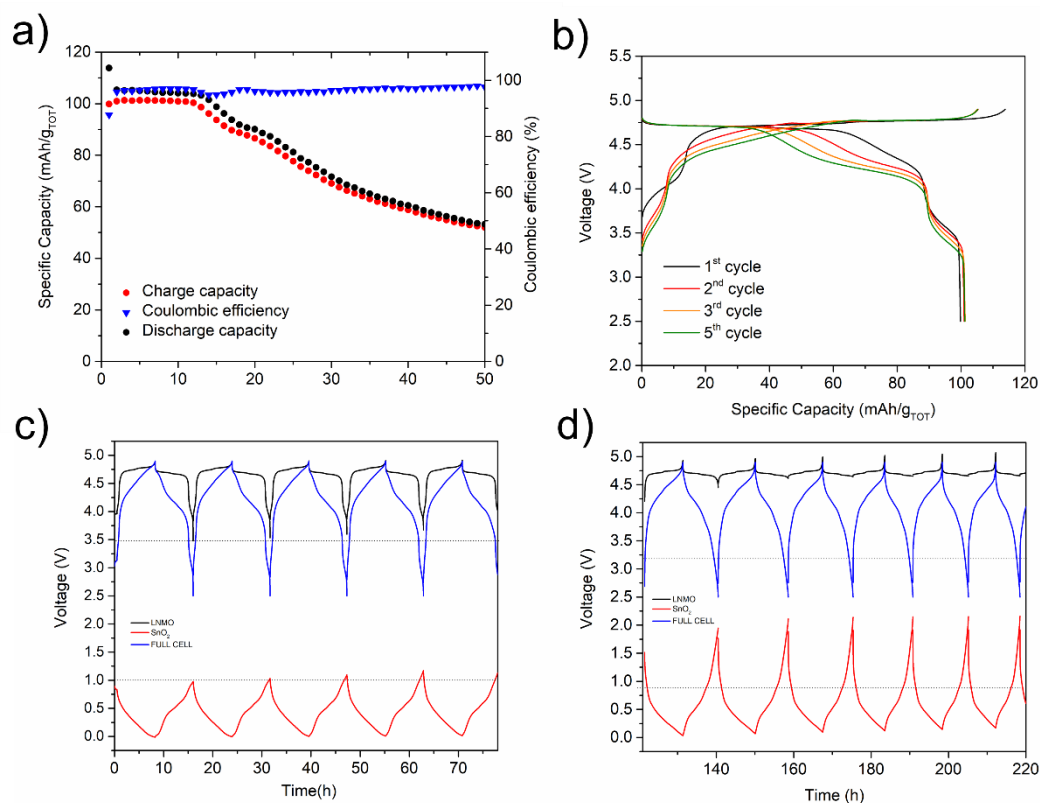 a)
120
100
80
60
40
20
0
Specific Capacity (mAh/gTOT)
100
80
60
40
20
0
Coulombic efficiency (%)
Charge capacity
Coulombic efficiency
Discharge capacity
0 10 20 30 40 50
b)
5.5
5.0
4.5
4.0
3.5
3.0
2.5
2.0
Voltage (V)
1st cycle
2nd cycle
3rd cycle
5th cycle
0 20 40 60 80 100 120
Specific Capacity (mAh/gTOT)
c)
5.0
4.5
4.0
3.5
3.0
2.5
2.0
1.5
1.0
0.5
0.0
Voltage (V)
LNMO
SnO2
FULL CELL
0 10 20 30 40 50 60 70
Time(h)
d)
5.0
4.5
4.0
3.5
3.0
2.5
2.0
1.5
1.0
0.5
0.0
Voltage (V)
LNMO
SnO2
FULL CELL
140 160 180 200 220
Time (h)